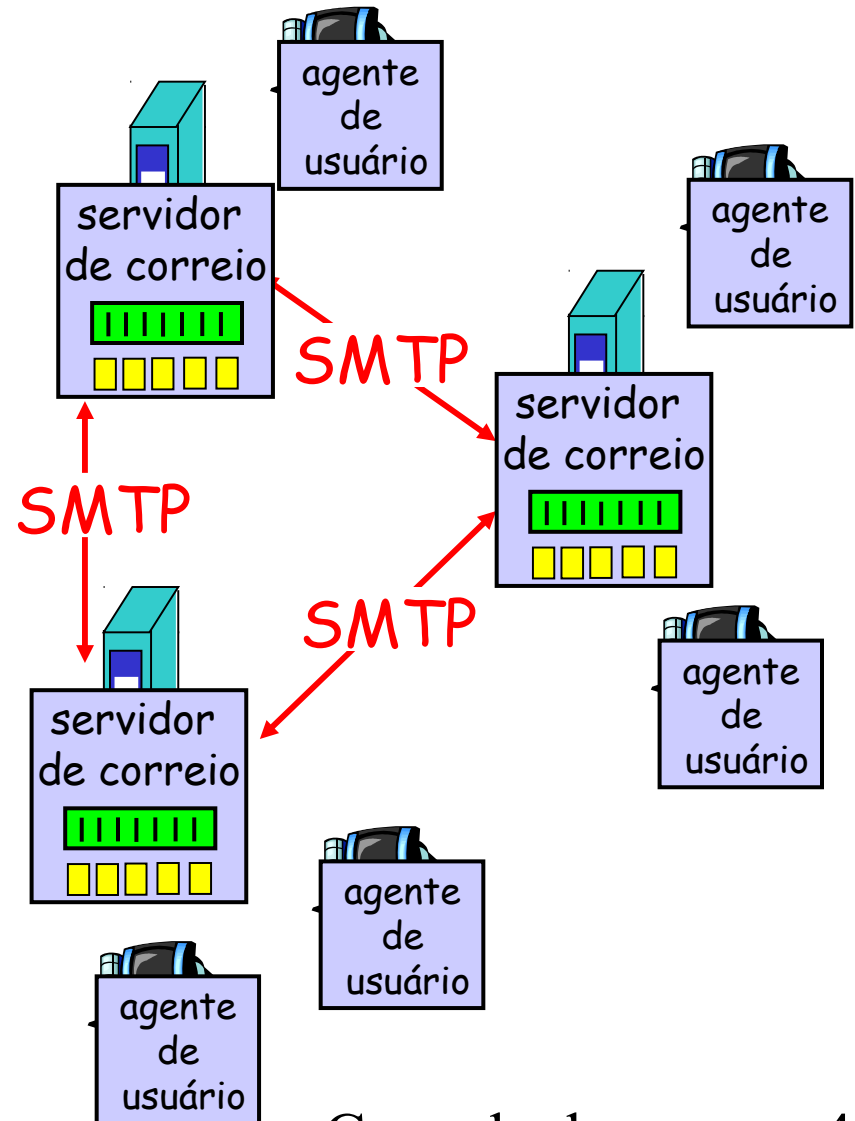 agente
de
usuário
servidor
de correio
agente
de
usuário
SMTP
servidor
de correio
SMTP
SMTP
agente
de
usuário
servidor
de correio
agente
de
usuário
agente
de
usuário